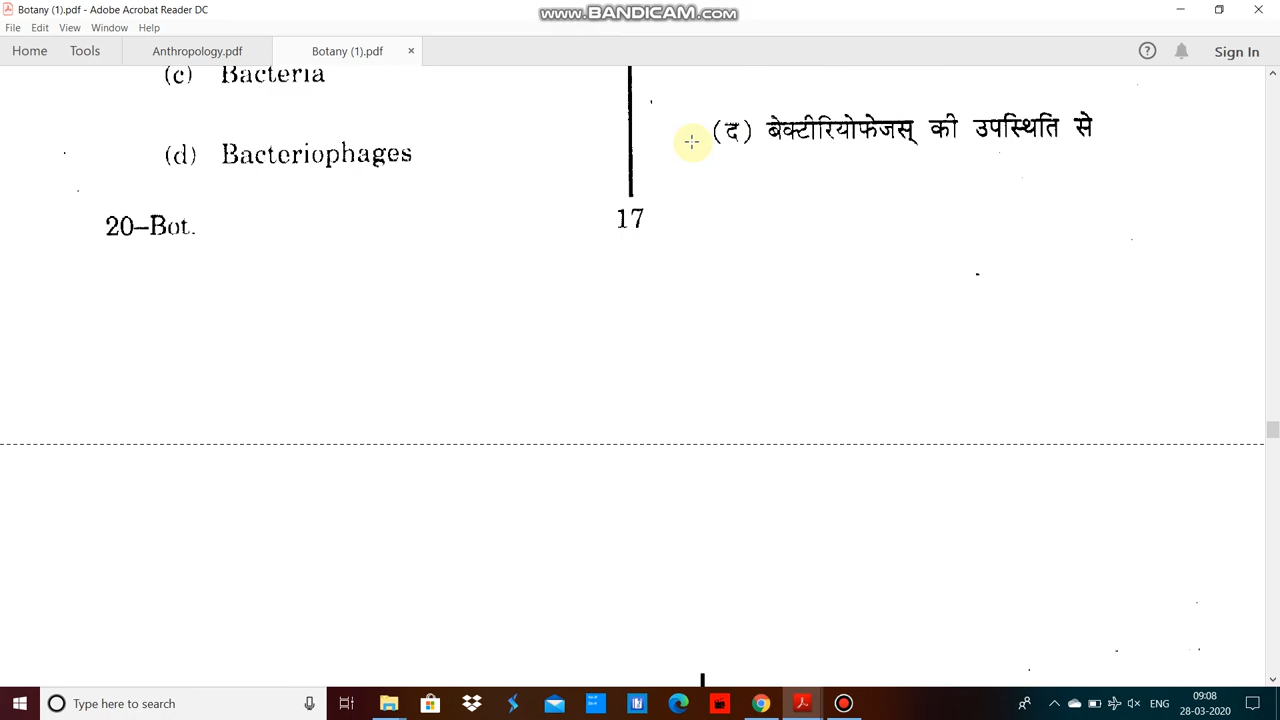 Botany (1).pdf - Adobe Acrobat Reader DC
WWW.BANDICAM.COM
File Edit View Window Help
Home Tools Anthropology.pdf Botany (1).pdf × ? Sign In
(c) Bacteria
(द) बेक्टीरियोफेजस् की उपस्थिति से
(d) Bacteriophages
20–Bot.
17
Type here to search
ENG
09:08
28-03-2020